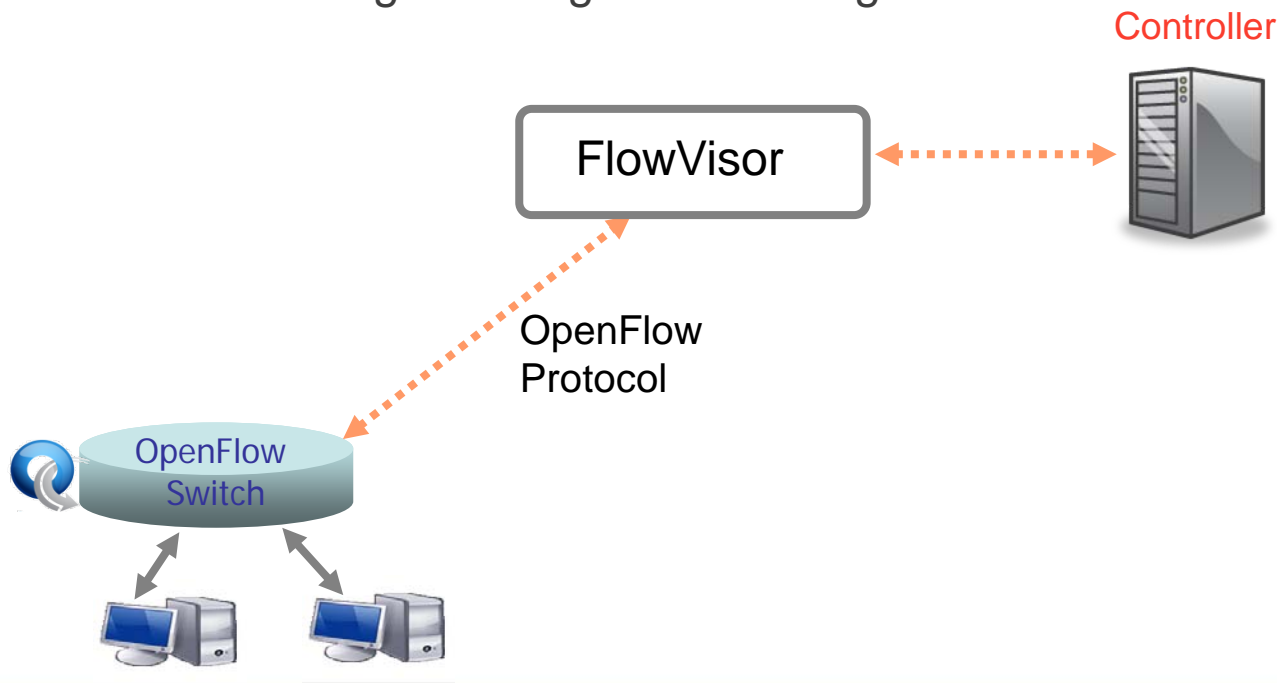 Controller
FlowVisor
OpenFlow
Protocol
OpenFlow
Switch